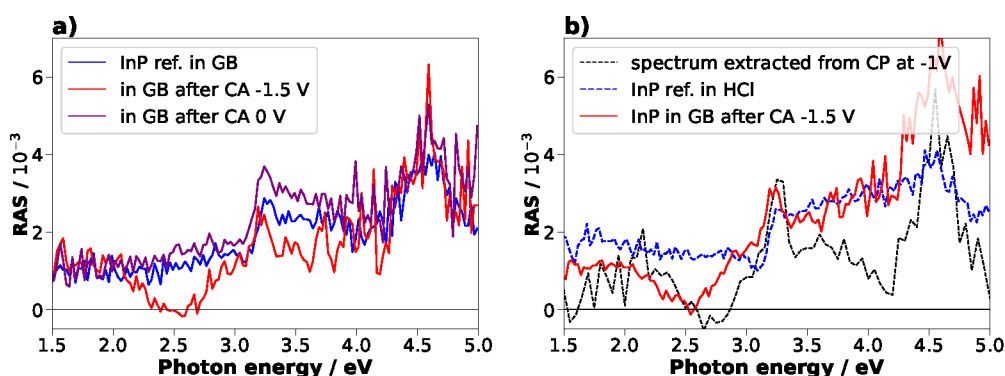 a)
InP ref. in GB
in GB after CA -1.5 V
in GB after CA 0 V
RAS / 10⁻³
6
4
2
0
1.5 2.0 2.5 3.0 3.5 4.0 4.5 5.0
Photon energy / eV
b)
spectrum extracted from CP at -1V
InP ref. in HCl
InP in GB after CA -1.5 V
RAS / 10⁻³
6
4
2
0
1.5 2.0 2.5 3.0 3.5 4.0 4.5 5.0
Photon energy / eV